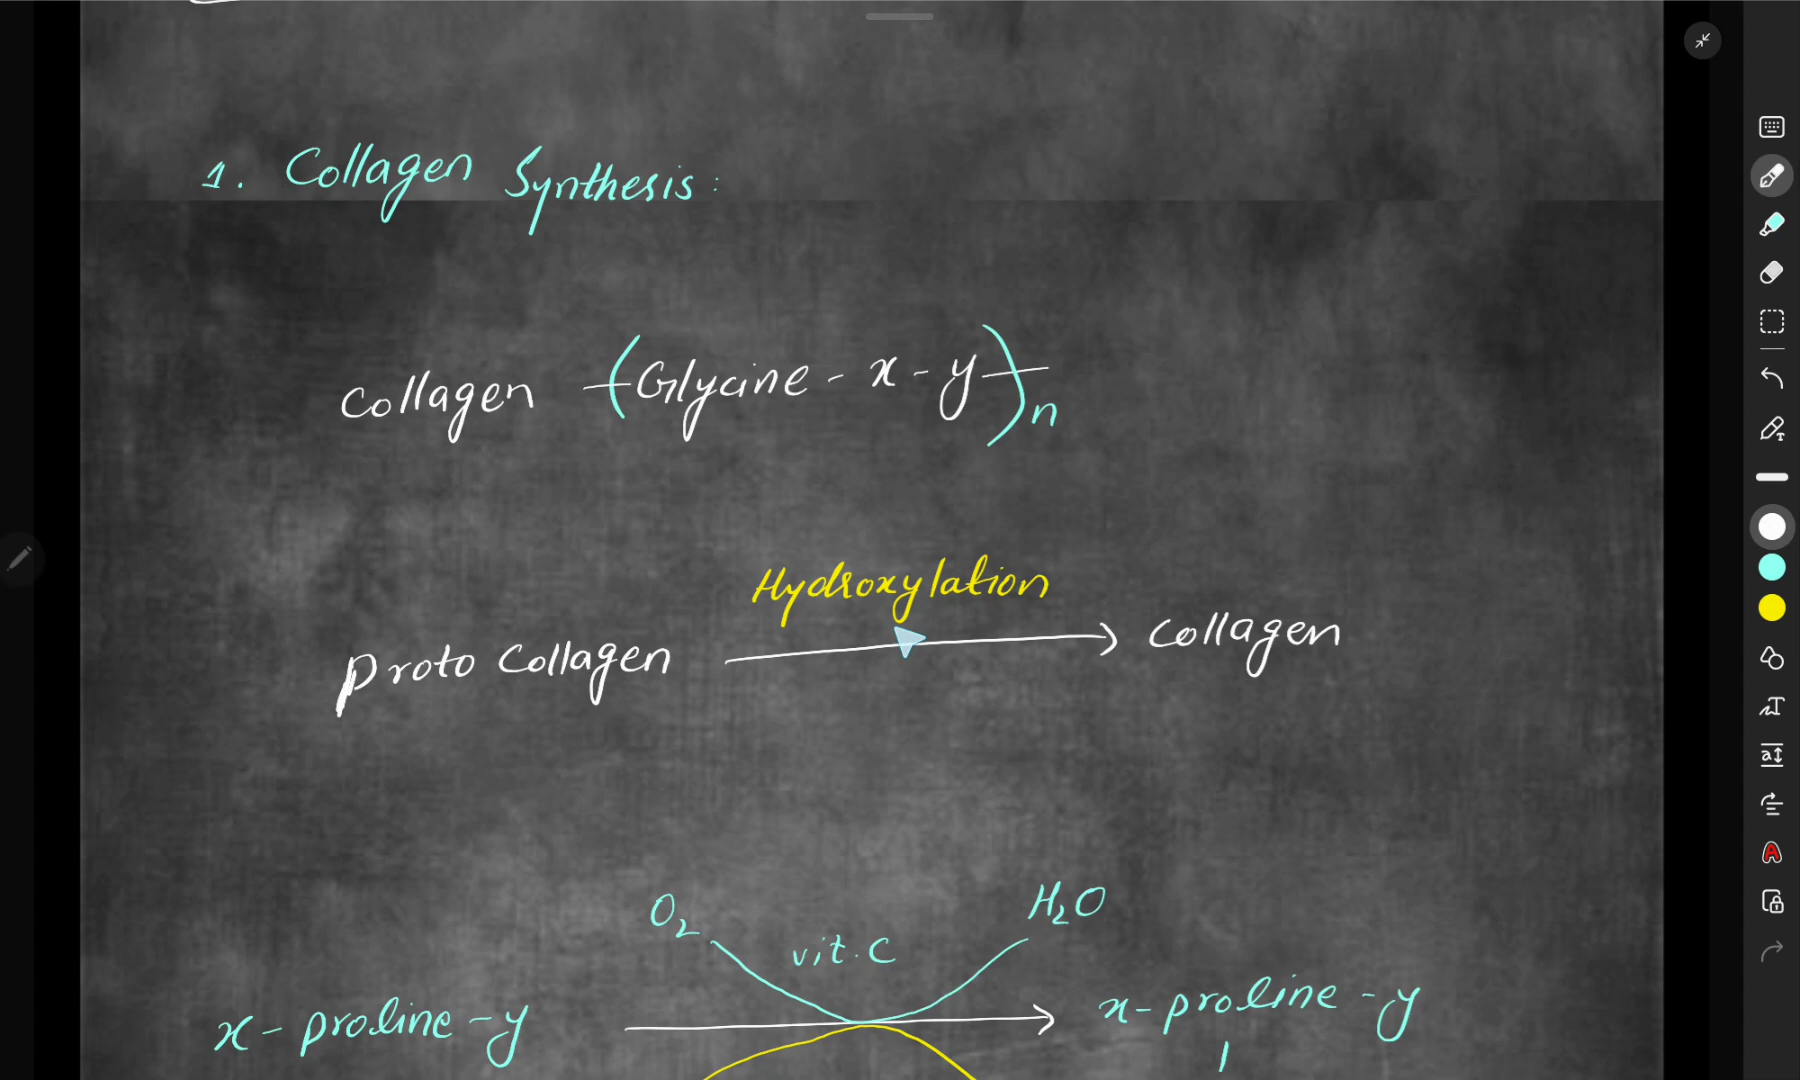 1. Collagen Synthesis:
Collagen -(Glycine - x - y)-n
Hydroxylation
Proto Collagen → Collagen
O2 vit. C H2O
x - proline - y → x - proline - y